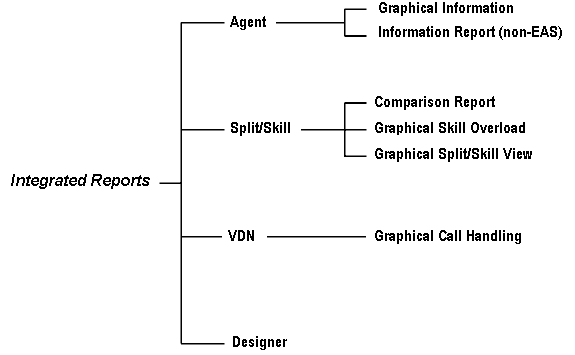 Agent
Graphical Information
Information Report (non-EAS)
Split/Skill
Comparison Report
Graphical Skill Overload
Graphical Split/Skill View
Integrated Reports
VDN
Graphical Call Handling
Designer